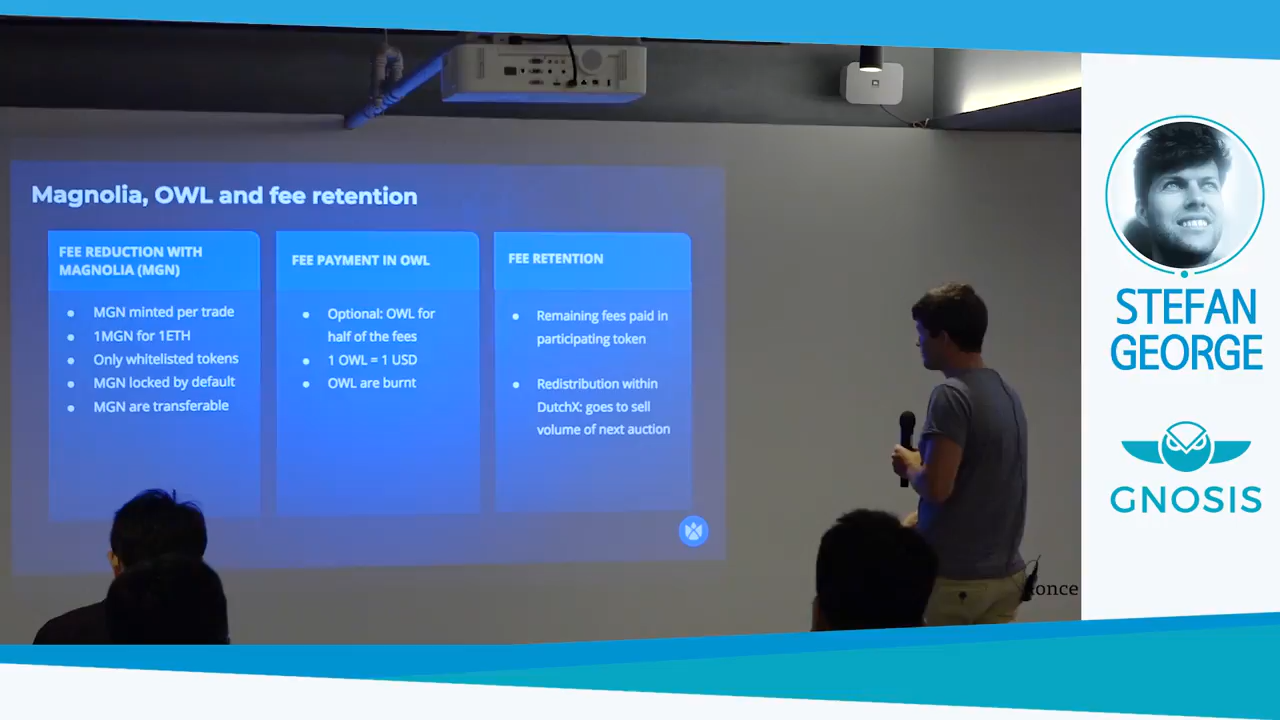 Magnolia, OWL and fee retention
FEE REDUCTION WITH
MAGNOLIA (MGN)
MGN minted per trade
1MGN for 1ETH
Only whitelisted tokens
MGN locked by default
MGN are transferable
FEE PAYMENT IN OWL
Optional: OWL for
half of the fees
1 OWL = 1 USD
OWL are burnt
FEE RETENTION
Remaining fees paid in
participating token
Redistribution within
DutchX: goes to sell
volume of next auction
STEFAN
GEORGE
GNOSIS
once